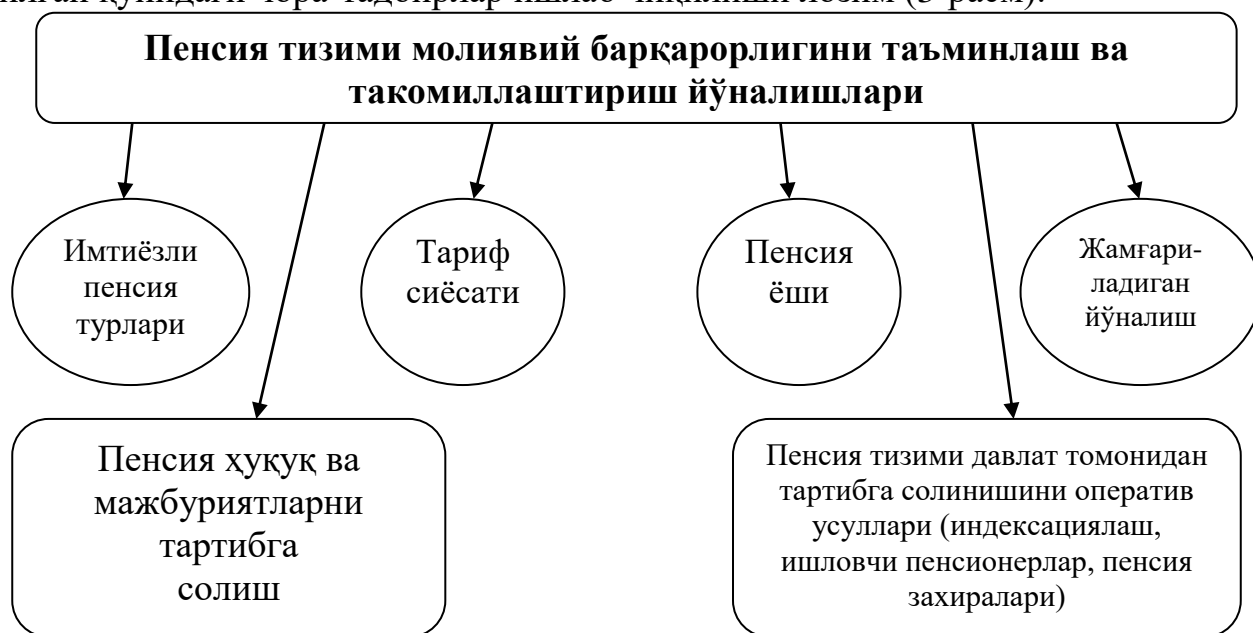 Пенсия тизими молиявий барқарорлигини таъминлаш ва
такомиллаштириш йўналишлари
Имтиёзли
пенсия
турлари
Тариф
сиёсати
Пенсия
ёши
Жамғари-
ладиган
йўналиш
Пенсия ҳуқуқ ва
мажбуриятларни
тартибга
солиш
Пенсия тизими давлат томонидан
тартибга солинишини оператив
усуллари (индексациялаш,
ишловчи пенсионерлар, пенсия
захиралари)